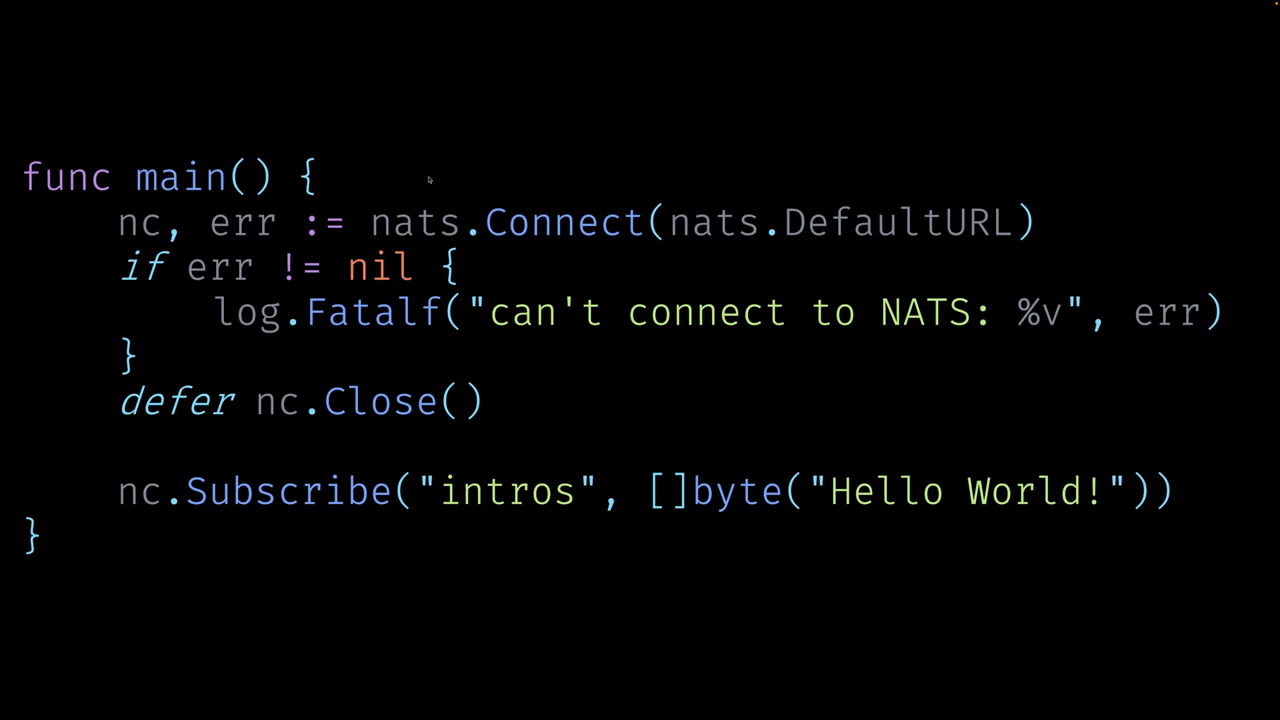 func main() {
    nc, err := nats.Connect(nats.DefaultURL)
    if err != nil {
        log.Fatalf("can't connect to NATS: %v", err)
    }
    defer nc.Close()

    nc.Subscribe("intros", []byte("Hello World!"))
}